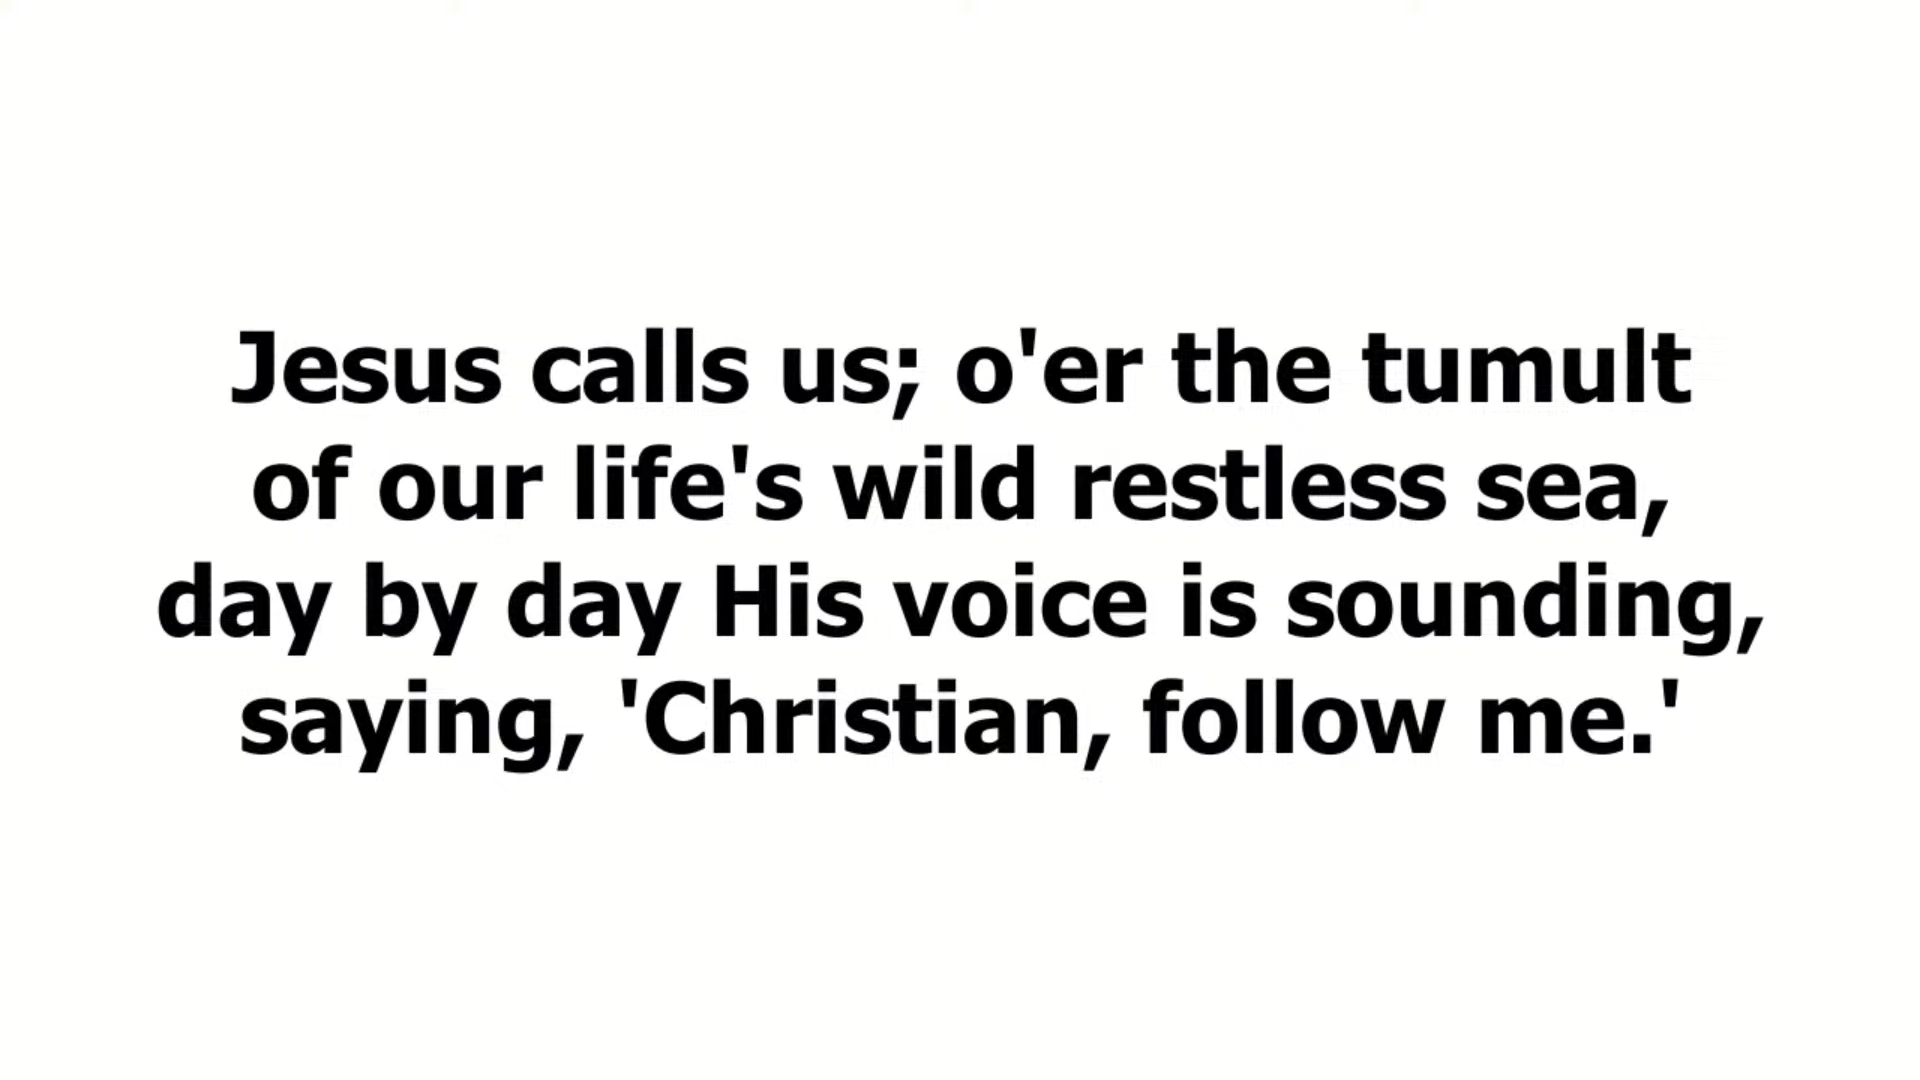 Jesus calls us; o'er the tumult
of our life's wild restless sea,
day by day His voice is sounding,
saying, 'Christian, follow me.'